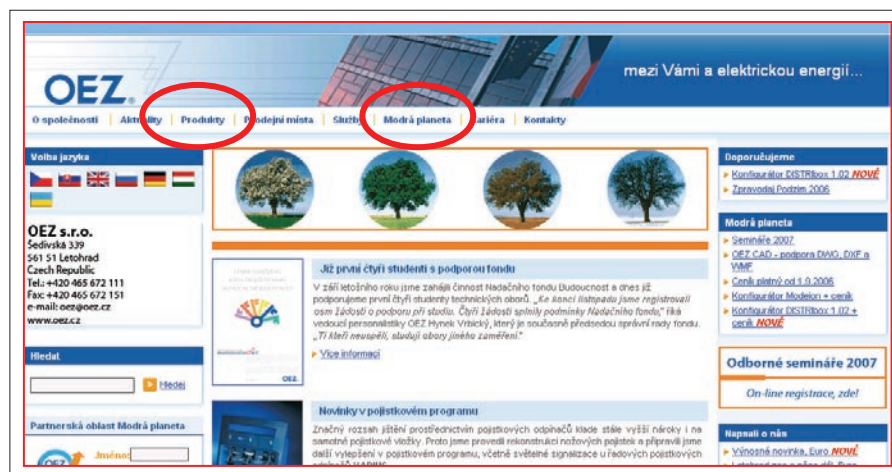 mezi Vámi a elektrickou energií...
OEZ®
O společnosti | Aktuality | Produkty | Prodejní místa | Služby | Modrá planeta | Kariéra | Kontakty
Volba jazyka
OEZ s.r.o.
Šedivská 339
561 51 Letohrad
Czech Republic
Tel.: +420 465 672 111
Fax: +420 465 672 151
e-mail: oez@oez.cz
www.oez.cz
Hledat
Hledej
Partnerská oblast Modrá planeta
OEZ
Jméno:
Již první čtyři studenti s podporou fondu
V září letošního roku jsme zahájili činnost Nadačního fondu Budoucnost a dnes již
podporujeme první čtyři studenty technických oborů. „Ke konci listopadu jsme registrovali
osm žádostí o podporu při studiu. Čtyři žádosti splnily podmínky Nadačního fondu," říká
vedoucí personalistiky OEZ Hynek Vrbický, který je současně předsedou správní rady fondu.
„Ti kteří neuspěli, studují obory jiného zaměření."
Více informací
OEZ
Novinky v pojistkovém programu
Značný rozsah jištění prostřednictvím pojistkových odpínačů klade stále vyšší nároky i na
samotné pojistkové vložky. Proto jsme provedli rekonstrukci nožových pojistek a připravili jsme
další vylepšení v pojistkovém programu, včetně světelné signalizace u řadových pojistkových
Doporučujeme
Konfigurátor DISTRIbox 1.02 NOVÉ
Zpravodaj Podzim 2006
Modrá planeta
Semináře 2007
OEZ CAD - podpora DWG, DXF a
WMF
Ceník platný od 1.9.2006
Konfigurátor Modeion + ceník
Konfigurátor DISTRIbox 1.02 +
ceník NOVÉ
Odborné semináře 2007
On-line registrace, zde!
Napsali o nás
Výnosná novinka, Euro NOVÉ